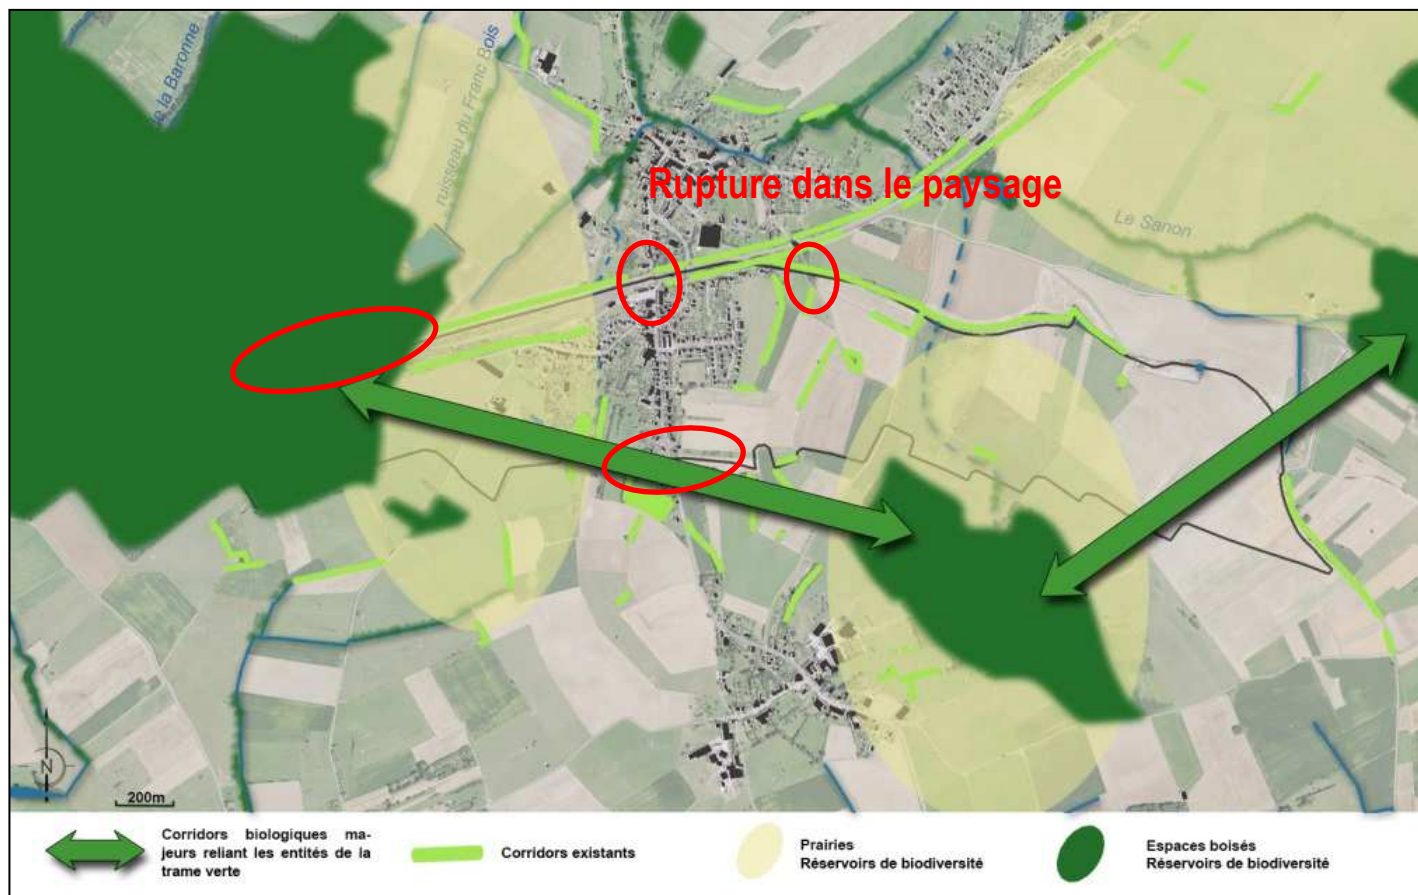 de la Baronne
ruisseau du Franc Bois
Rupture dans le paysage
Le Sanon
N
200m
Corridors biologiques ma-
jeurs reliant les entités de la
trame verte
Corridors existants
Prairies
Réservoirs de biodiversité
Espaces boisés
Réservoirs de biodiversité